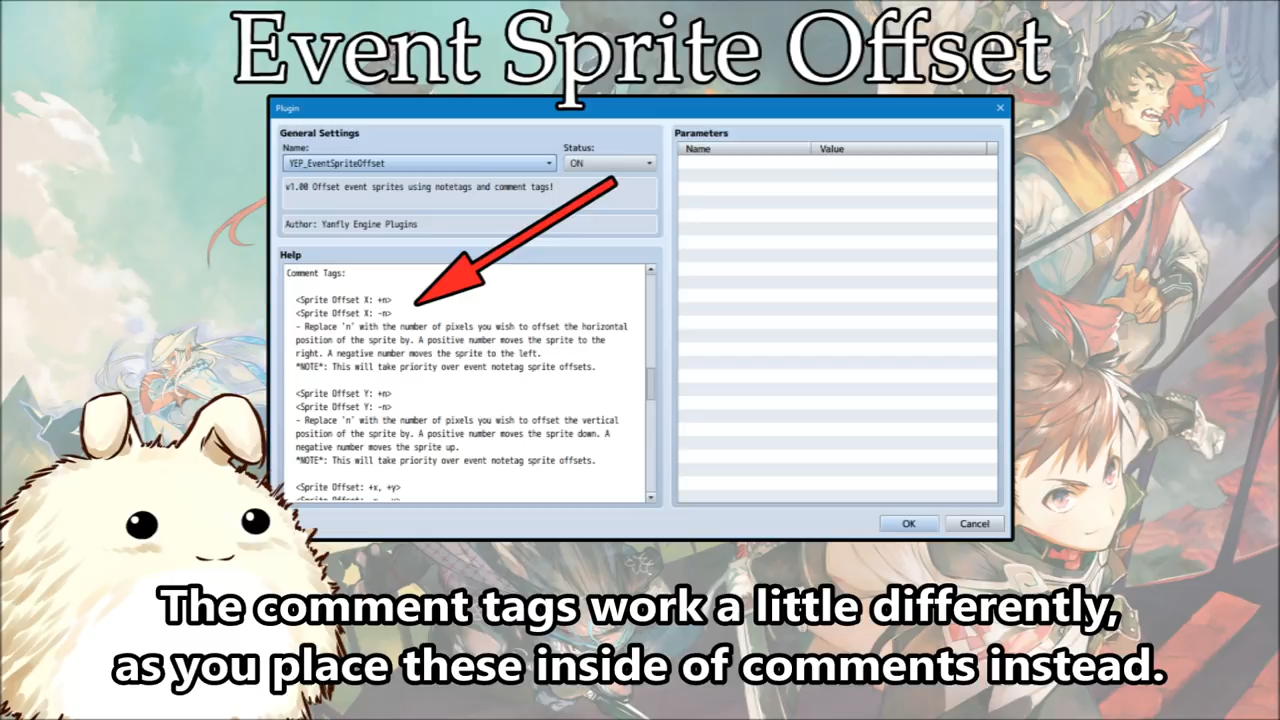 Event Sprite Offset
Plugin
General Settings
Name:
Status:
YEP_EventSpriteOffset
ON
v1.00 Offset event sprites using notetags and comment tags!
Author: Yanfly Engine Plugins
Help
Comment Tags:
<Sprite Offset X: +n>
<Sprite Offset X: -n>
- Replace 'n' with the number of pixels you wish to offset the horizontal
position of the sprite by. A positive number moves the sprite to the
right. A negative number moves the sprite to the left.
*NOTE*: This will take priority over event notetag sprite offsets.
<Sprite Offset Y: +n>
<Sprite Offset Y: -n>
- Replace 'n' with the number of pixels you wish to offset the vertical
position of the sprite by. A positive number moves the sprite down. A
negative number moves the sprite up.
*NOTE*: This will take priority over event notetag sprite offsets.
<Sprite Offset: +x, +y>
<Sprite Offset: -x, -y>
Parameters
Name
Value
OK
Cancel
The comment tags work a little differently,
as you place these inside of comments instead.